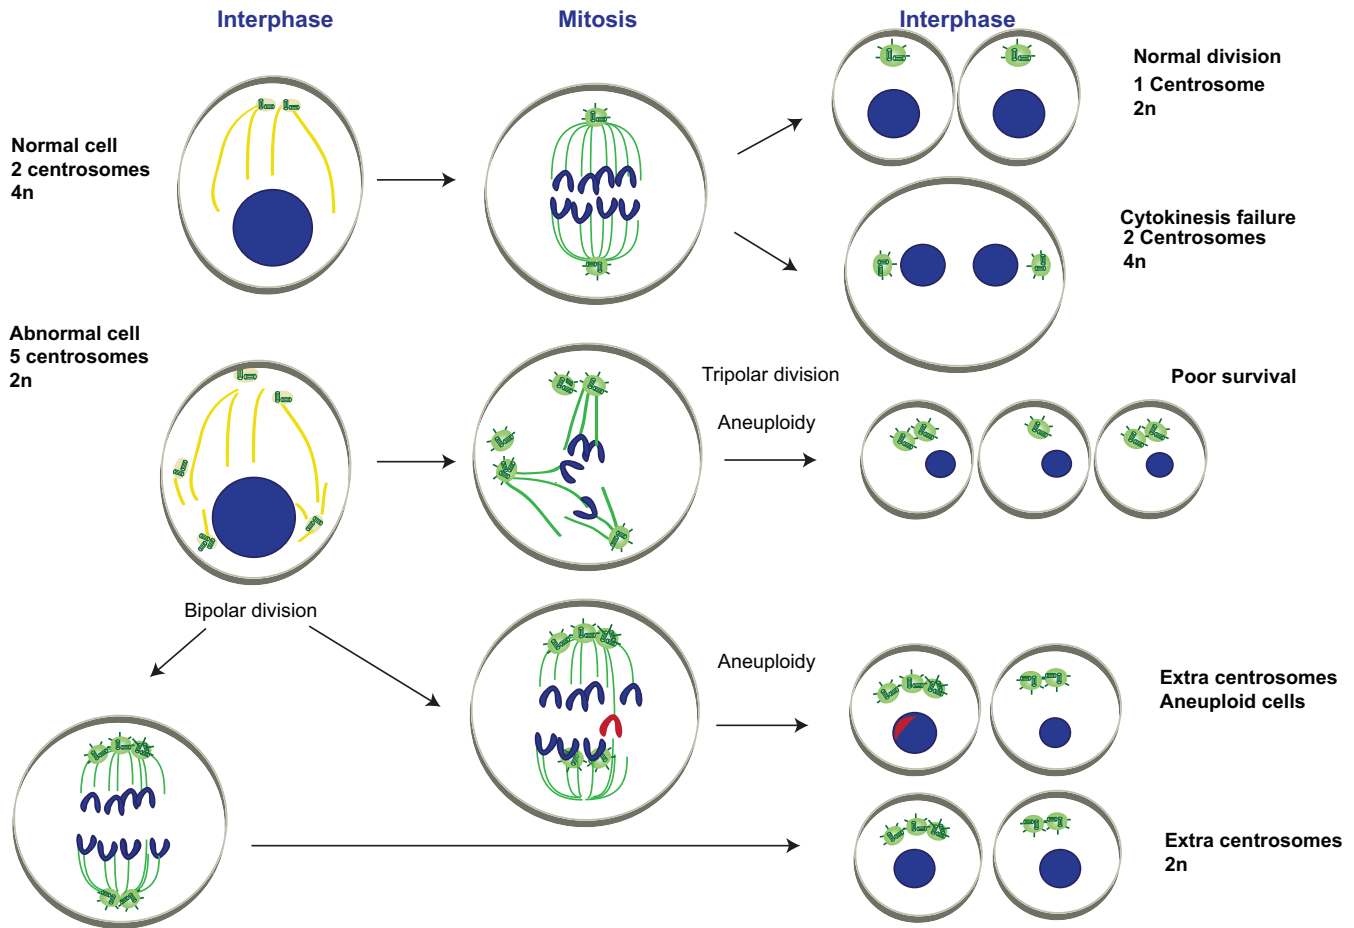 Interphase
Mitosis
Interphase
Normal division
1 Centrosome
2n
Normal cell
2 centrosomes
4n
Cytokinesis failure
2 Centrosomes
4n
Abnormal cell
5 centrosomes
2n
Tripolar division
Aneuploidy
Poor survival
Bipolar division
Aneuploidy
Extra centrosomes
Aneuploid cells
Extra centrosomes
2n